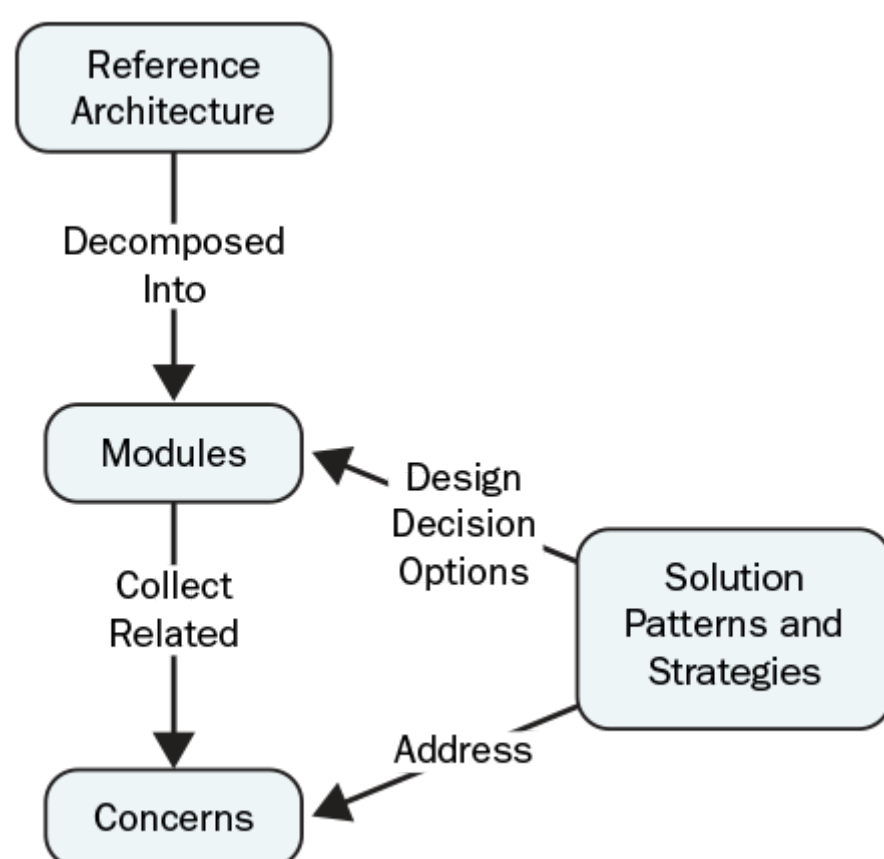 Reference
Architecture
Decomposed
Into
Modules
Design
Decision
Options
Collect
Related
Solution
Patterns and
Strategies
Address
Concerns